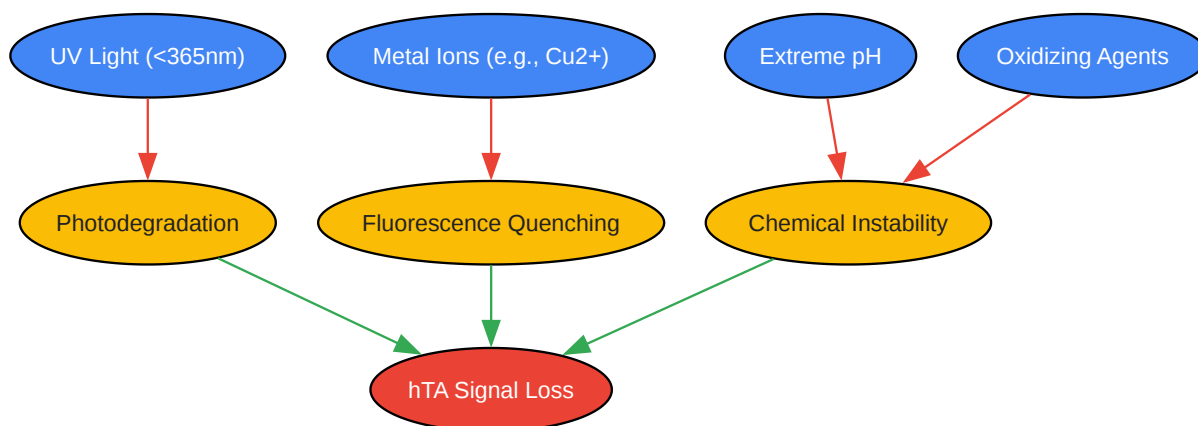 UV Light (<365nm)
Metal Ions (e.g., Cu2+)
Extreme pH
Oxidizing Agents
Photodegradation
Fluorescence Quenching
Chemical Instability
hTA Signal Loss